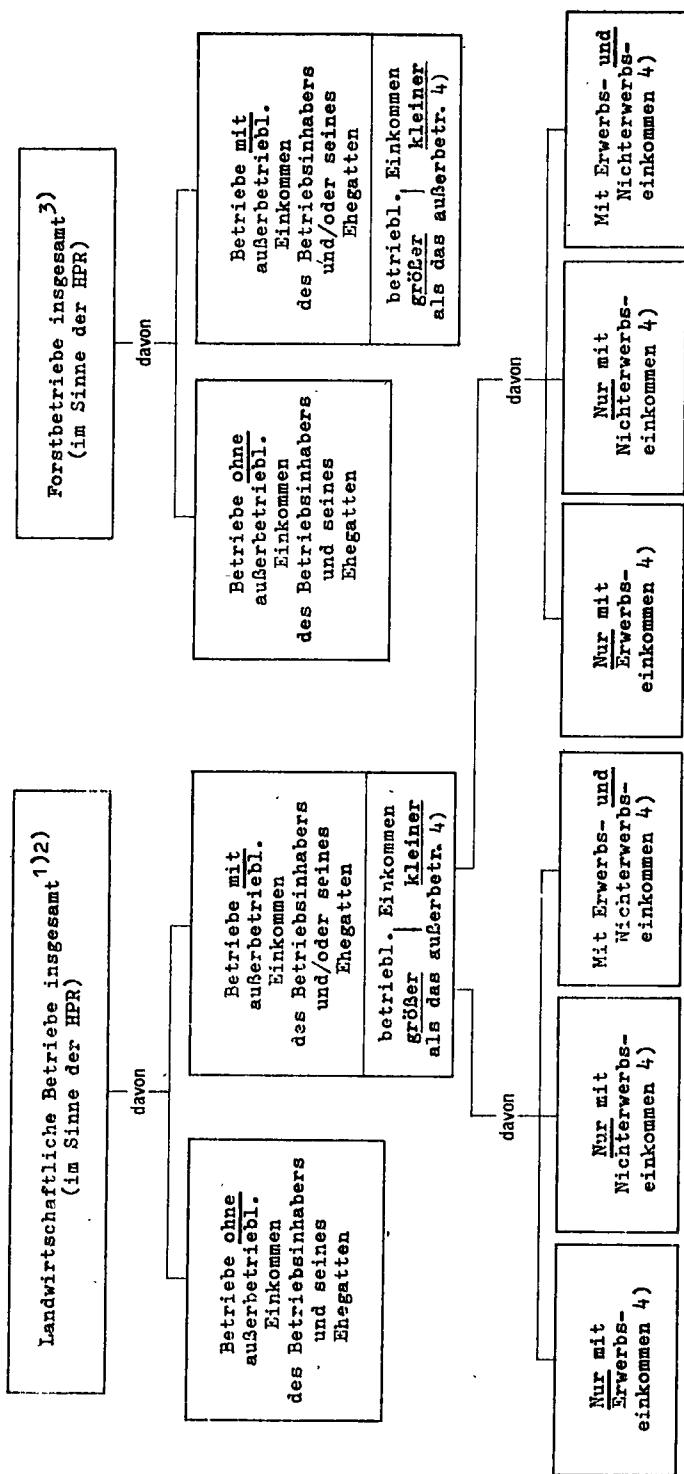 Landwirtschaftliche Betriebe insgesamt 1)2)
(im Sinne der HPR)
davon
Betriebe ohne
außerbetriebl.
Einkommen
des Betriebsinhabers
und seines
Ehegatten
Betriebe mit
außerbetriebl.
Einkommen
des Betriebsinhabers
und/oder seines
Ehegatten
betriebl. Einkommen
größer | kleiner
als das außerbetr. 4)
davon
Nur mit
Erwerbs-
einkommen 4)
Nur mit
Nichterwerbs-
einkommen 4)
Mit Erwerbs- und
Nichterwerbs-
einkommen 4)
Forstbetriebe insgesamt 3)
(im Sinne der HPR)
davon
Betriebe ohne
außerbetriebl.
Einkommen
des Betriebsinhabers
und seines
Ehegatten
Betriebe mit
außerbetriebl.
Einkommen
des Betriebsinhabers
und/oder seines
Ehegatten
betriebl. Einkommen
größer | kleiner
als das außerbetr. 4)
davon
Nur mit
Erwerbs-
einkommen 4)
Nur mit
Nichterwerbs-
einkommen 4)
Mit Erwerbs- und
Nichterwerbs-
einkommen 4)